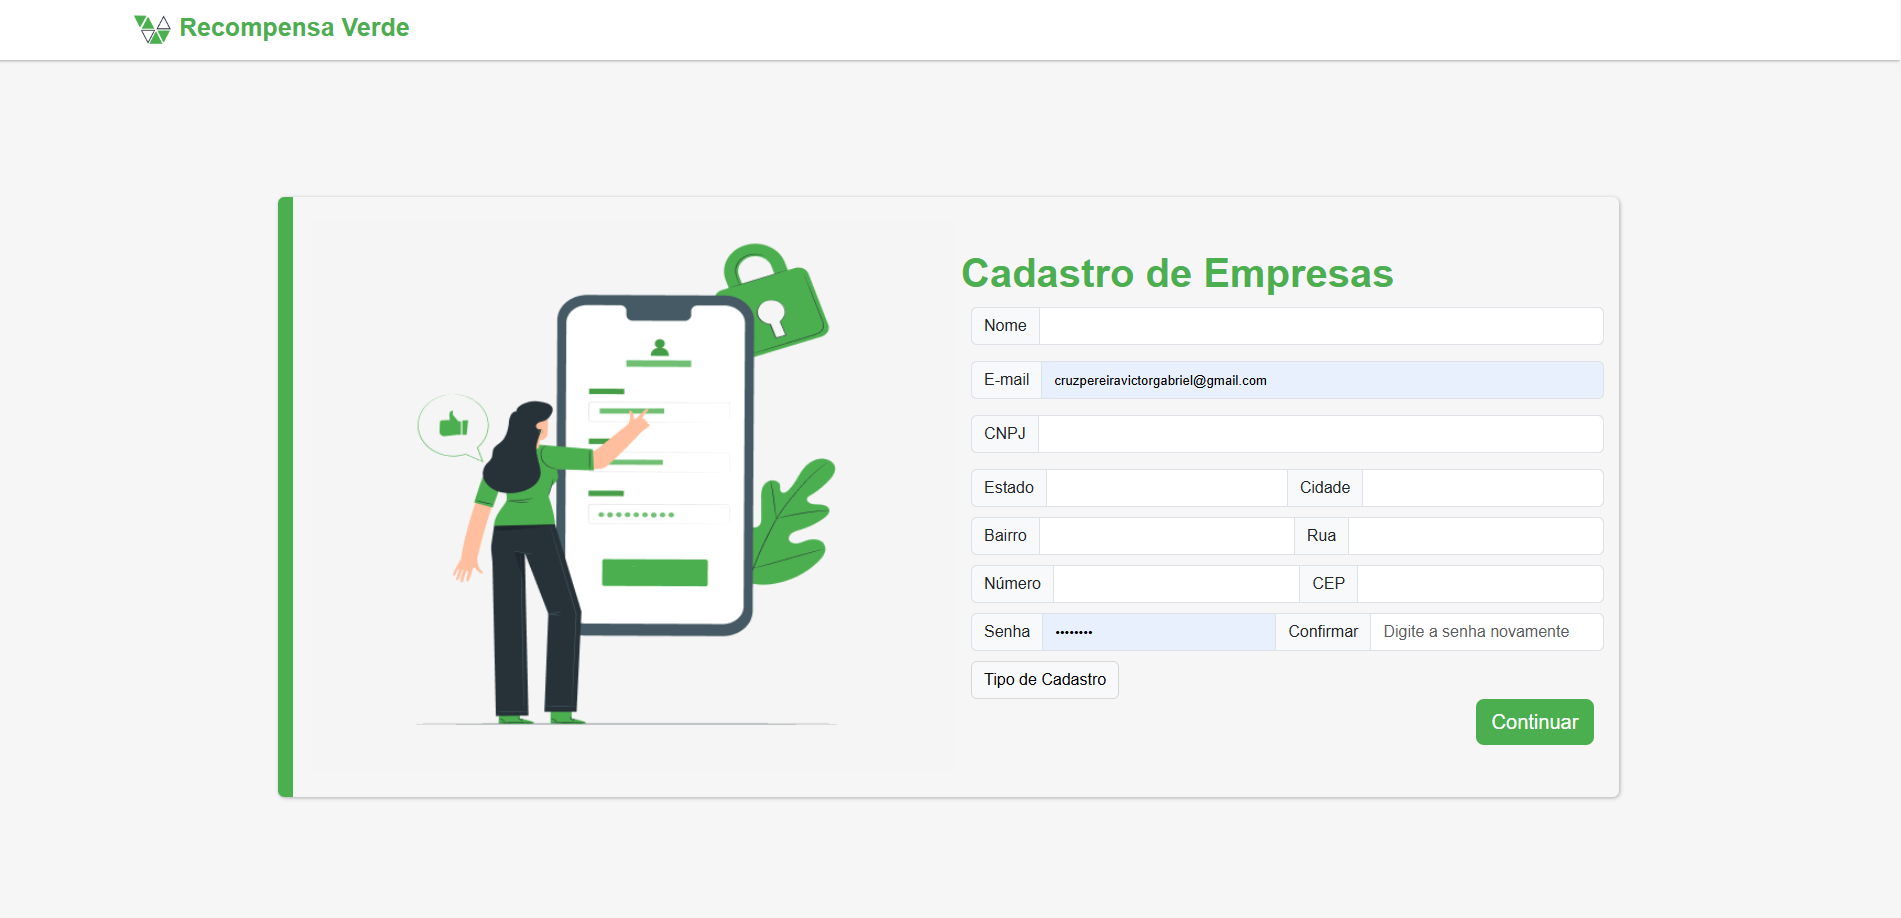 Recompensa Verde
Cadastro de Empresas
Nome
E-mail cruzpereiravictorgabriel@gmail.com
CNPJ
Estado Cidade
Bairro Rua
Número CEP
Senha •••••••• Confirmar Digite a senha novamente
Tipo de Cadastro
Continuar